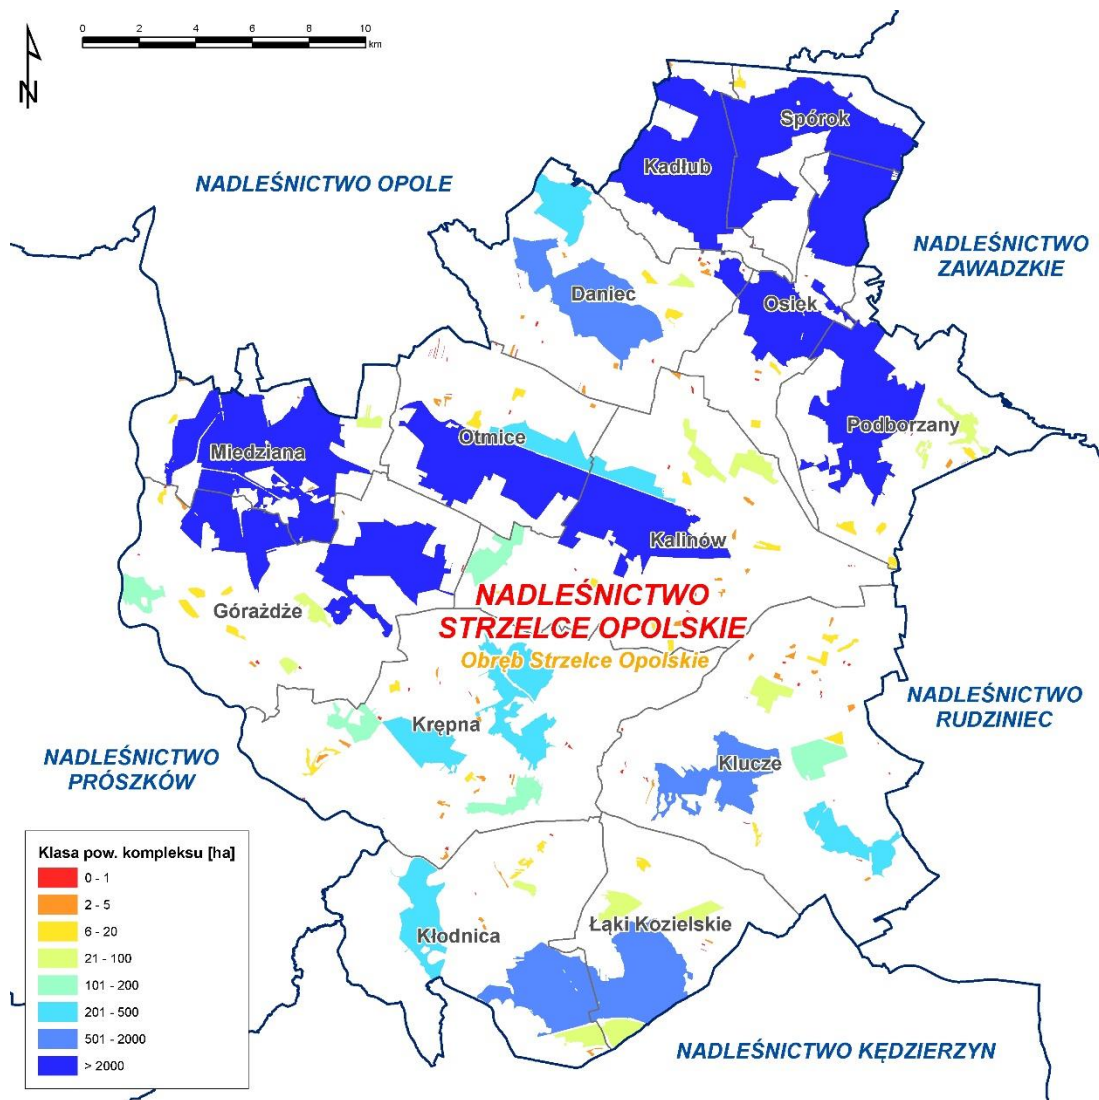 0 2 4 6 8 10
km
N
Spórok
Kadłub
NADLEŚNICTWO OPOLE
NADLEŚNICTWO
ZAWADZKIE
Daniec
Osiek
Podborzany
Otmice
Miedziana
Kalinów
NADLEŚNICTWO
STRZELCE OPOLSKIE
Obręb Strzelce Opolskie
Górażdże
NADLEŚNICTWO
RUDZINIEC
Krępna
NADLEŚNICTWO
PRÓSZKÓW
Klucze
Klasa pow. kompleksu [ha]
0 - 1
2 - 5
6 - 20
21 - 100
101 - 200
201 - 500
501 - 2000
> 2000
Kłodnica
Łąki Kozielskie
NADLEŚNICTWO KĘDZIERZYN